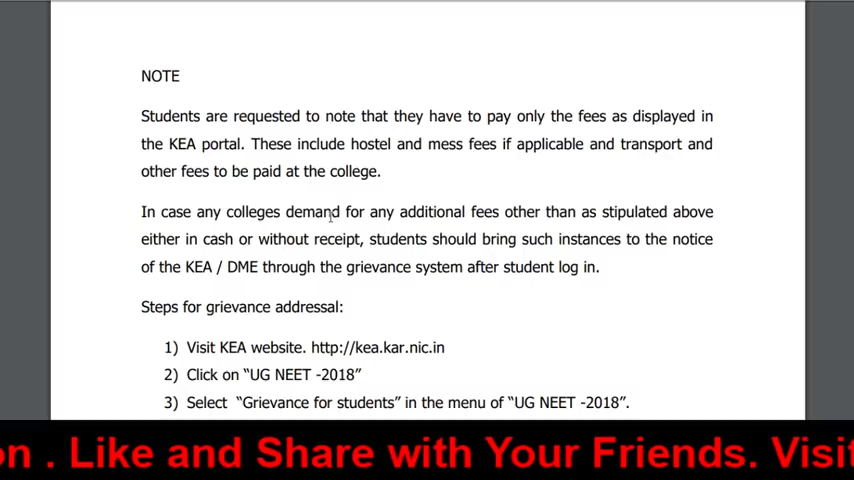 NOTE
Students are requested to note that they have to pay only the fees as displayed in
the KEA portal. These include hostel and mess fees if applicable and transport and
other fees to be paid at the college.
In case any colleges demand for any additional fees other than as stipulated above
either in cash or without receipt, students should bring such instances to the notice
of the KEA / DME through the grievance system after student log in.
Steps for grievance addressal:
1) Visit KEA website. http://kea.kar.nic.in
2) Click on “UG NEET -2018”
3) Select “Grievance for students” in the menu of “UG NEET -2018”.
on . Like and Share with Your Friends. Visit